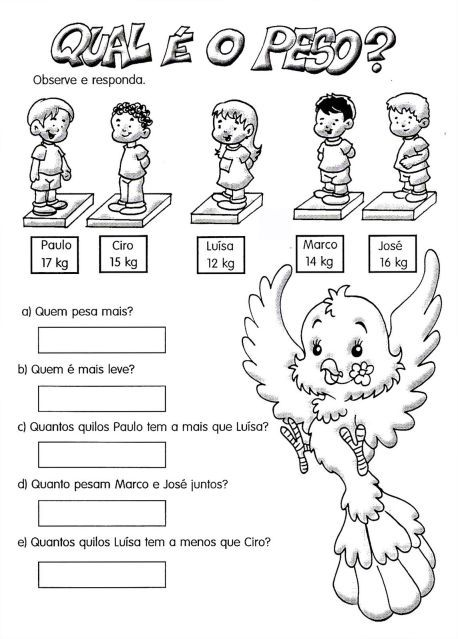 QUAL É O PESO?
Observe e responda.
Paulo
17 kg
Ciro
15 kg
Luísa
12 kg
Marco
14 kg
José
16 kg
a) Quem pesa mais?
b) Quem é mais leve?
c) Quantos quilos Paulo tem a mais que Luísa?
d) Quanto pesam Marco e José juntos?
e) Quantos quilos Luísa tem a menos que Ciro?